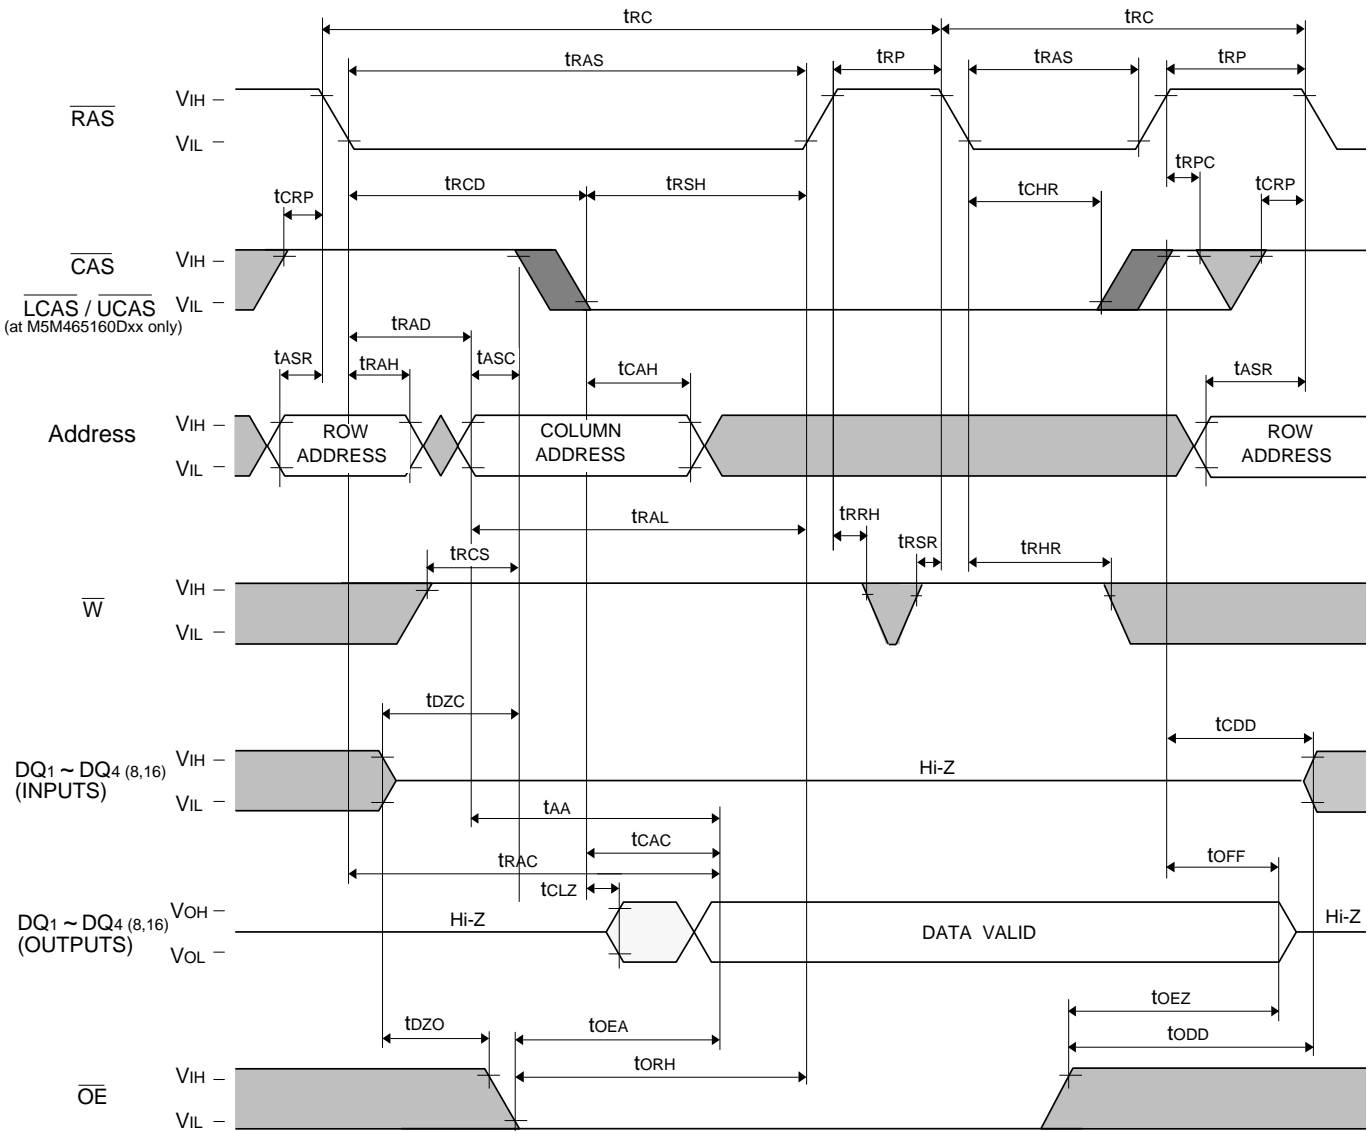 tRC tRC
tRAS tRP tRAS tRP
RAS
VIH
VIL
tRCD tRSH tRPC
tCRP tCHR tCRP
CAS
LCAS / UCAS
(at M5M465160Dxx only)
VIH
VIL
tRAD
tASR tRAH tASC tCAH tASR
Address
VIH
VIL
ROW
ADDRESS
COLUMN
ADDRESS
ROW
ADDRESS
tRAL tRRH
tRCS tRSR tRHR
W
VIH
VIL
tDZC tCDD
DQ1 ~ DQ4 (8,16)
(INPUTS)
VIH
VIL
Hi-Z
tAA
tCAC
tRAC tOFF
tCLZ
DQ1 ~ DQ4 (8,16)
(OUTPUTS)
VOH
VOL
Hi-Z DATA VALID Hi-Z
tOEZ
tDZO tOEA tODD
tORH
OE
VIH
VIL